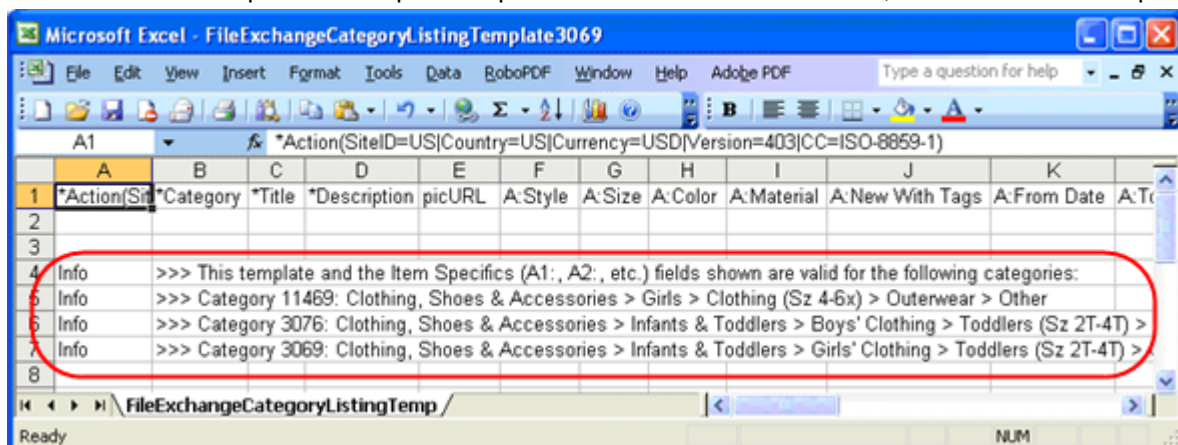 Microsoft Excel - FileExchangeCategoryListingTemplate3069
File Edit View Insert Format Tools Data RoboPDF Window Help Adobe PDF Type a question for help
A1 fx *Action(SiteID=US|Country=US|Currency=USD|Version=403|CC=ISO-8859-1)
A B C D E F G H I J K
1 *Action(Sit *Category *Title *Description picURL A:Style A:Size A:Color A:Material A:New With Tags A:From Date A:To
2
3
4 Info >>> This template and the Item Specifics (A1:, A2:, etc.) fields shown are valid for the following categories:
5 Info >>> Category 11469: Clothing, Shoes & Accessories > Girls > Clothing (Sz 4-6x) > Outerwear > Other
6 Info >>> Category 3076: Clothing, Shoes & Accessories > Infants & Toddlers > Boys' Clothing > Toddlers (Sz 2T-4T) >
7 Info >>> Category 3069: Clothing, Shoes & Accessories > Infants & Toddlers > Girls' Clothing > Toddlers (Sz 2T-4T) >
8
FileExchangeCategoryListingTemp
Ready NUM